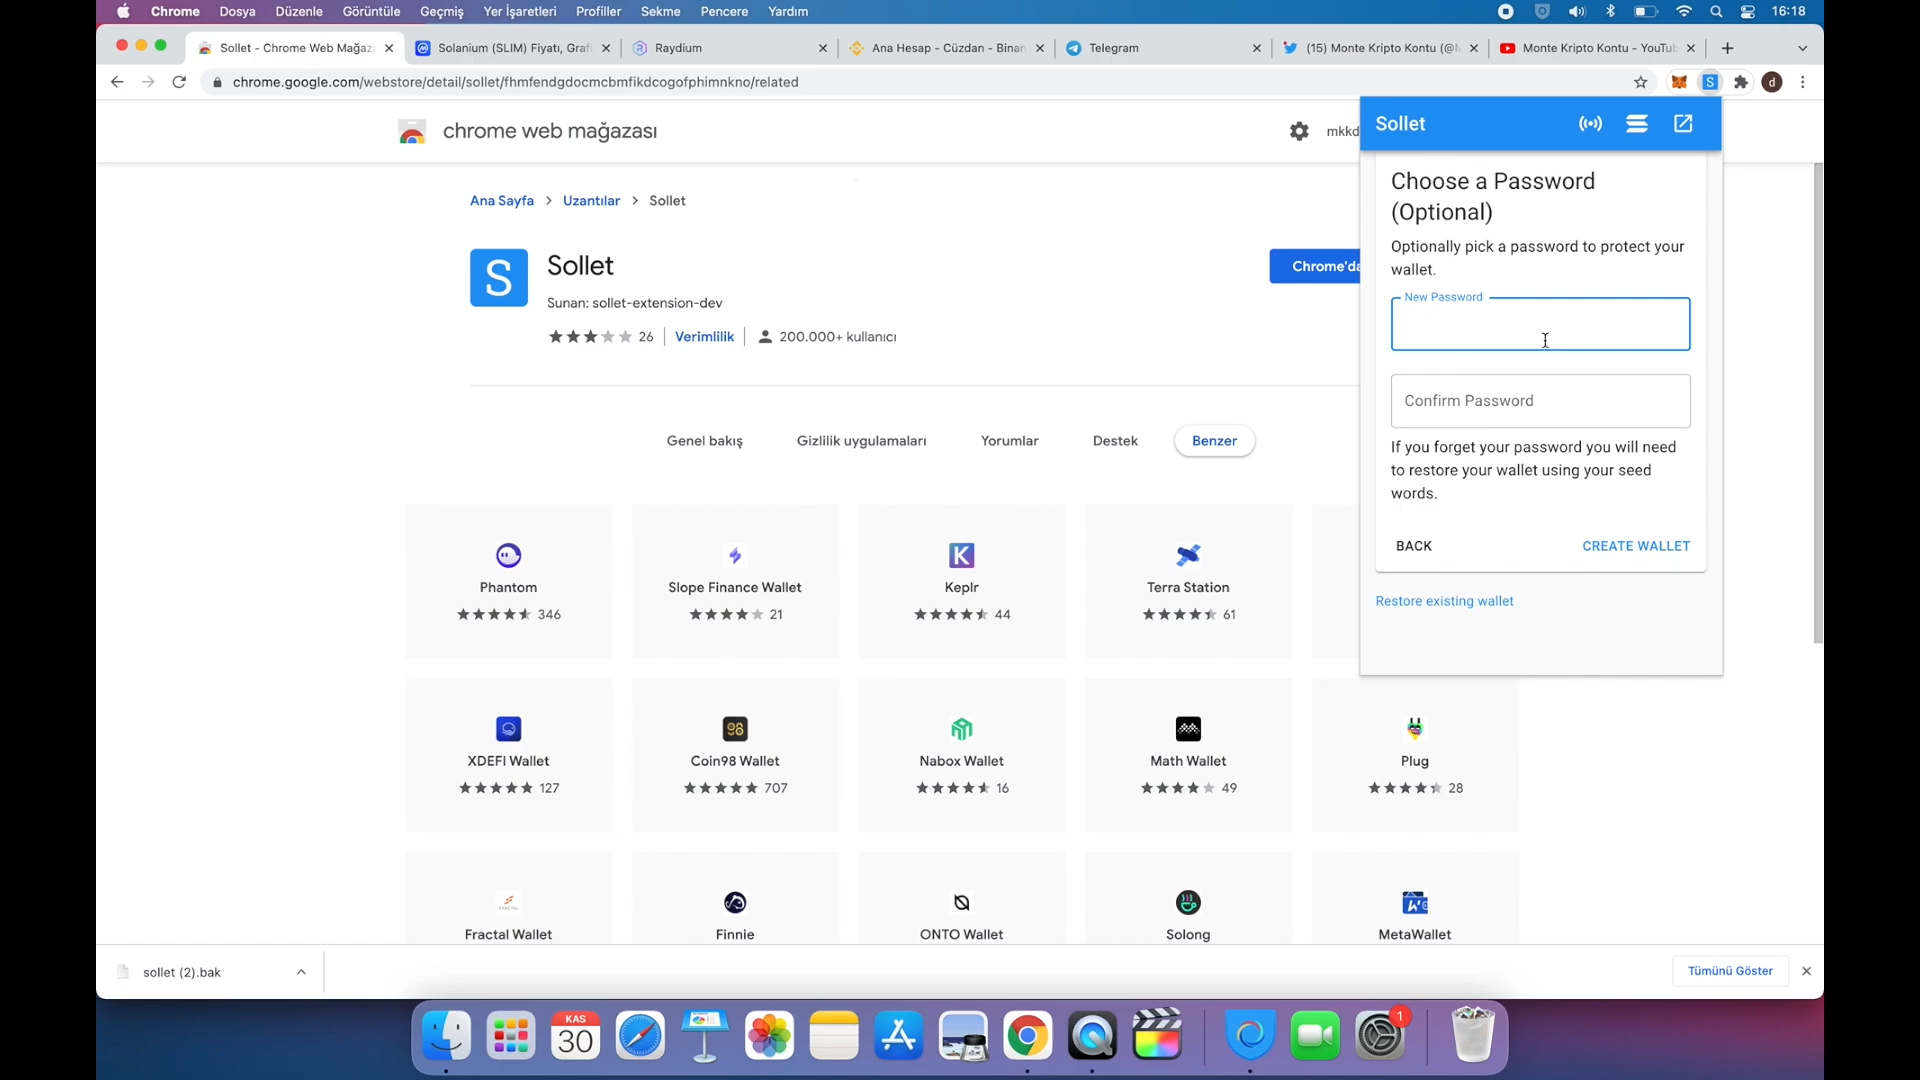 Chrome Dosya Düzenle Görüntüle Geçmiş Yer İşaretleri Profiller Sekme Pencere Yardım 16:18
Sollet - Chrome Web Mağaza
Solanium (SLIM) Fiyatı, Grafi
Raydium
Ana Hesap - Cüzdan - Binan
Telegram
(15) Monte Kripto Kontu (@M
Monte Kripto Kontu - YouTub
chrome.google.com/webstore/detail/sollet/fhmfendgdocmcbmfikdcogofphimnkno/related
S
d
chrome web mağazası
mkkd
Sollet
Ana Sayfa > Uzantılar > Sollet
S
Sollet
Chrome'da
Sunan: sollet-extension-dev
26 Verimlilik 200.000+ kullanıcı
Choose a Password
(Optional)
Optionally pick a password to protect your
wallet.
New Password
Confirm Password
If you forget your password you will need
to restore your wallet using your seed
words.
BACK CREATE WALLET
Restore existing wallet
Genel bakış Gizlilik uygulamaları Yorumlar Destek Benzer
K
Phantom Slope Finance Wallet Keplr Terra Station
346 21 44 61
98
XDEFI Wallet Coin98 Wallet Nabox Wallet Math Wallet Plug
127 707 16 49 28
Fractal Wallet Finnie ONTO Wallet Solong MetaWallet
sollet (2).bak
Tümünü Göster
KAS
30
1